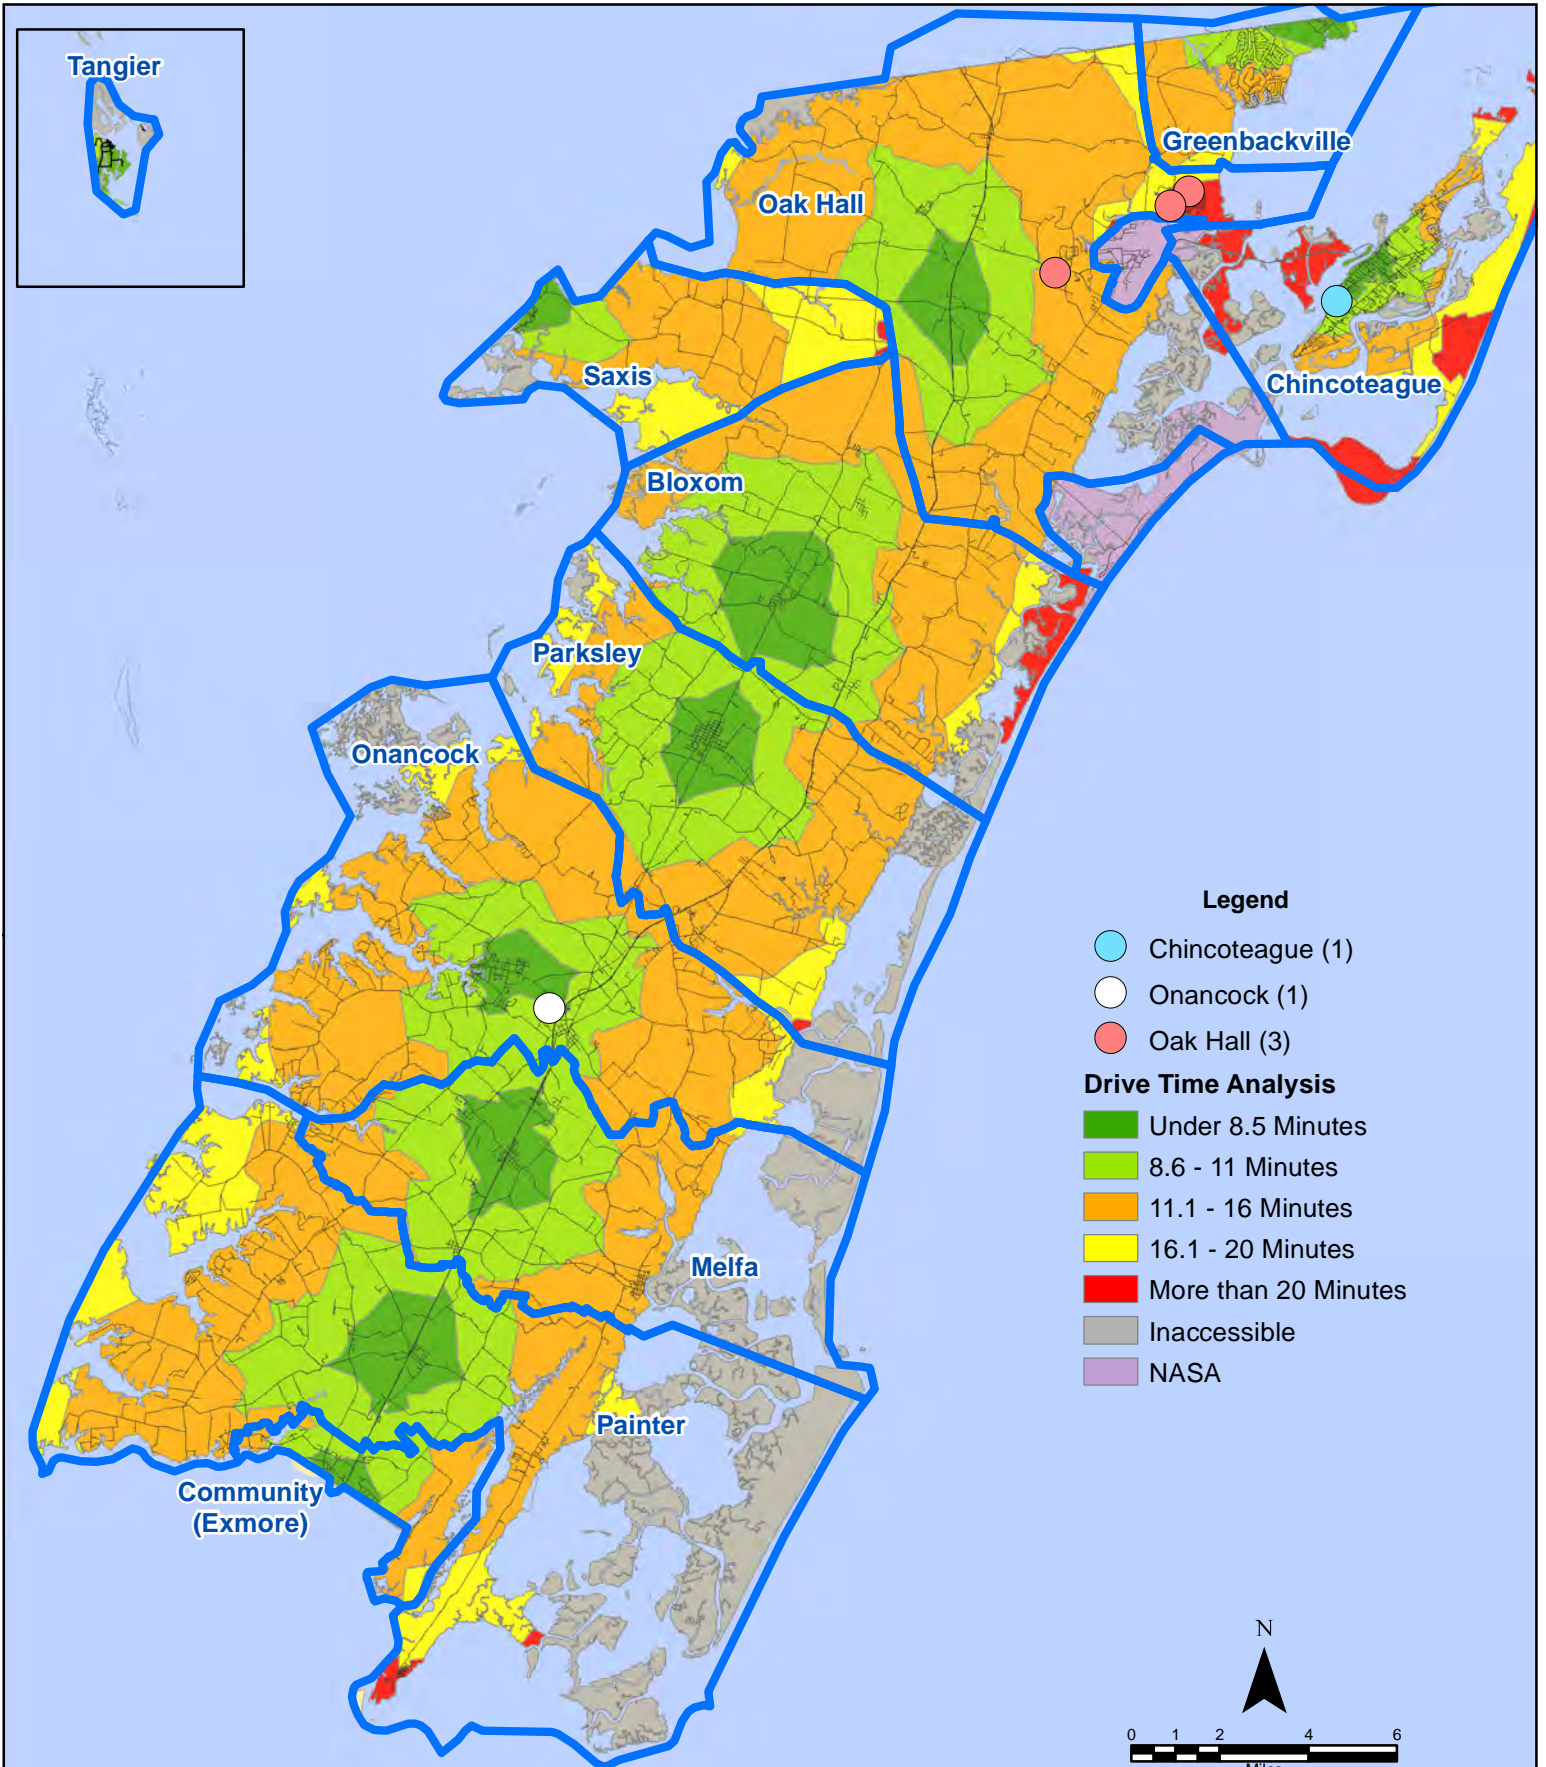 Tangier
Greenbackville
Oak Hall
Saxis
Chincoteague
Bloxom
Parksley
Onancock
Melfa
Painter
Community
(Exmore)
Legend
Chincoteague (1)
Onancock (1)
Oak Hall (3)
Drive Time Analysis
Under 8.5 Minutes
8.6 - 11 Minutes
11.1 - 16 Minutes
16.1 - 20 Minutes
More than 20 Minutes
Inaccessible
NASA
N
0 1 2 4 6
Miles